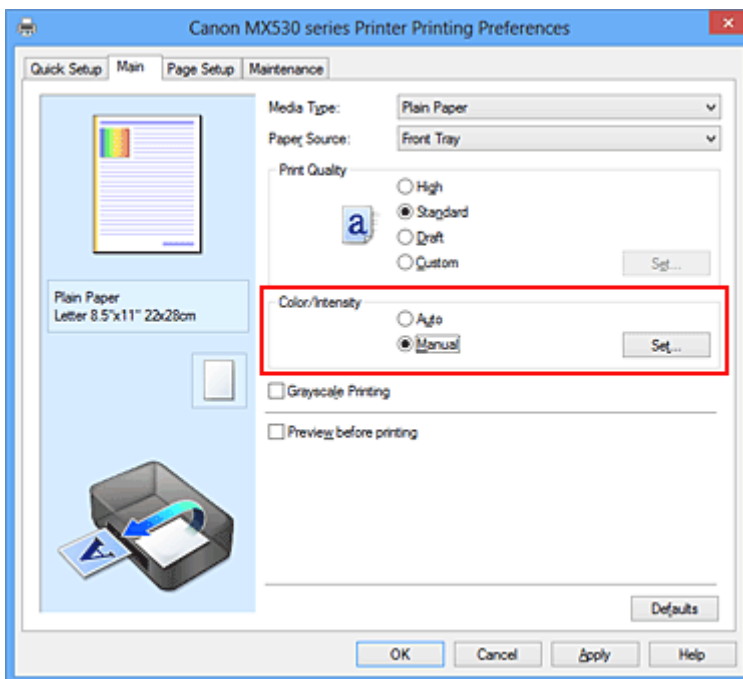 Canon MX530 series Printer Printing Preferences
Quick Setup Main Page Setup Maintenance
Media Type: Plain Paper
Paper Source: Front Tray
Print Quality
High
Standard
Draft
Custom Set...
Plain Paper
Letter 8.5"x11" 22x28cm
Color/Intensity
Auto
Manual Set...
Grayscale Printing
Preview before printing
Defaults
OK Cancel Apply Help
a
A